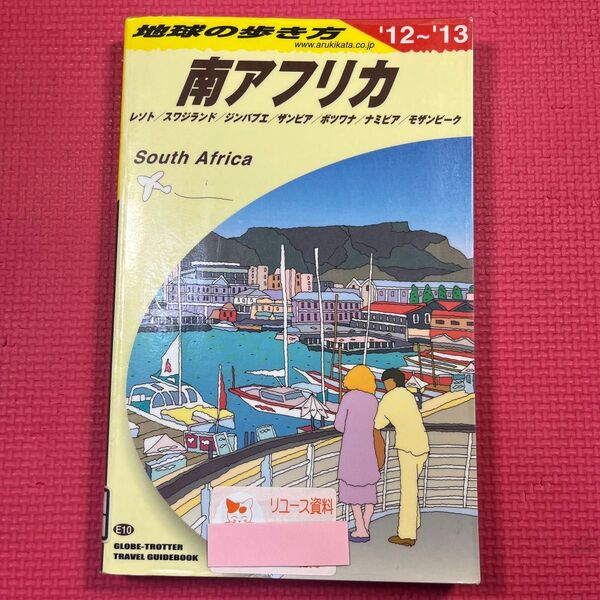 地球の歩き方
www.arukikata.co.jp
'12~'13
南アフリカ
レソト/スワジランド/ジンバブエ/ザンビア/ボツワナ/ナミビア/モザンビーク
South Africa
リユース資料
E10
GLOBE-TROTTER
TRAVEL GUIDEBOOK